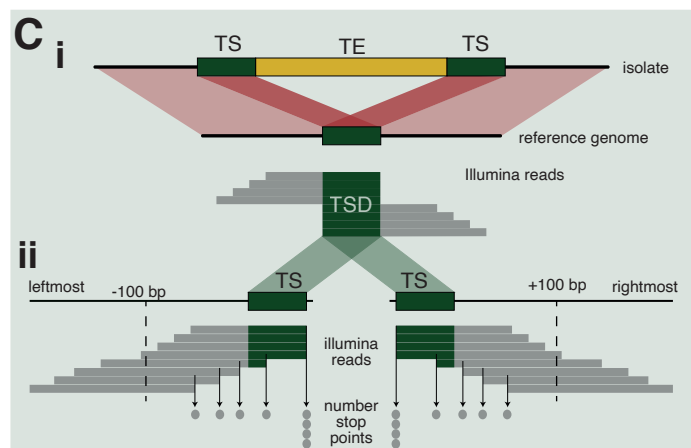 C i
TS TE TS
isolate
reference genome
Illumina reads
TSD
ii
TS TS
leftmost -100 bp +100 bp rightmost
illumina
reads
number
stop
points